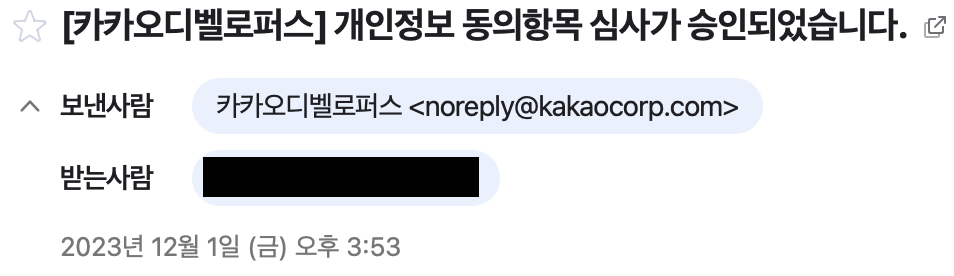 [카카오디벨로퍼스] 개인정보 동의항목 심사가 승인되었습니다.
보낸사람 카카오디벨로퍼스 <noreply@kakaocorp.com>
받는사람
2023년 12월 1일 (금) 오후 3:53